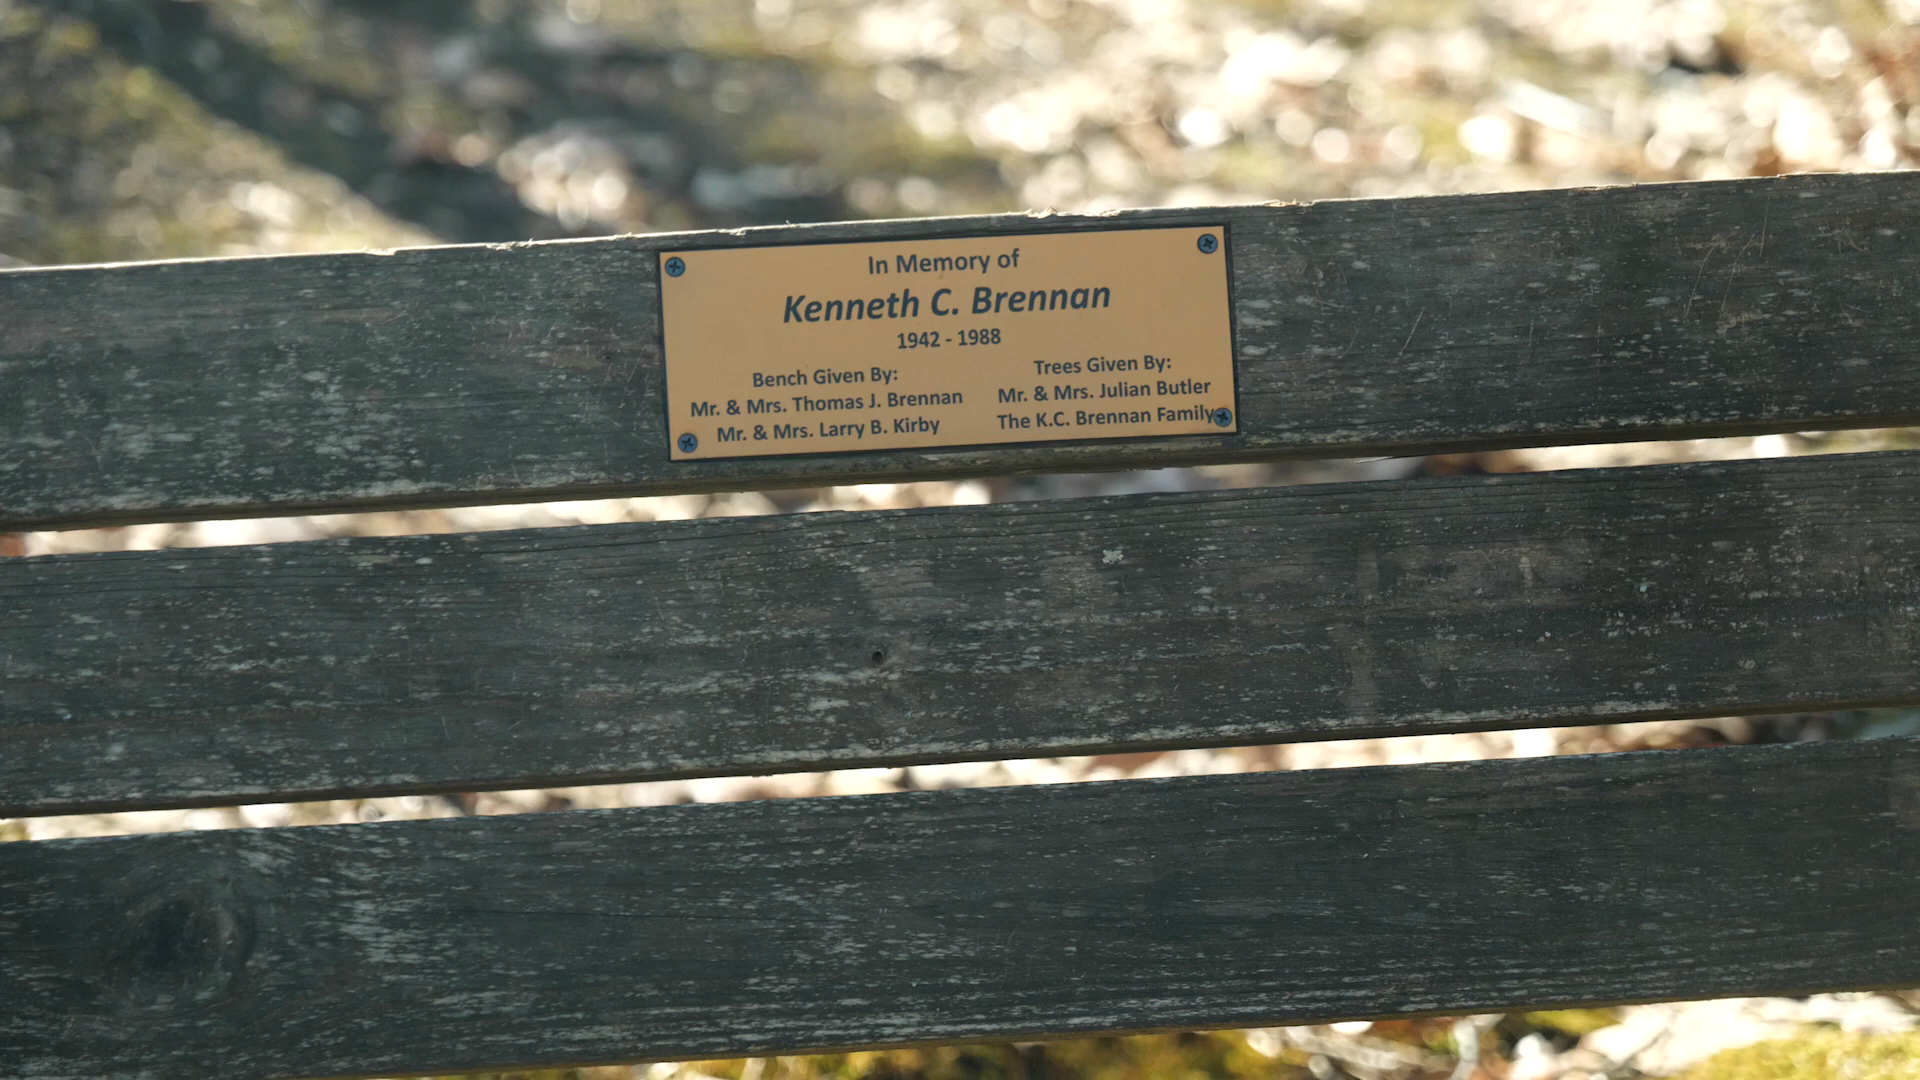 In Memory of
Kenneth C. Brennan
1942 - 1988
Bench Given By:
Mr. & Mrs. Thomas J. Brennan
Mr. & Mrs. Larry B. Kirby
Trees Given By:
Mr. & Mrs. Julian Butler
The K.C. Brennan Family